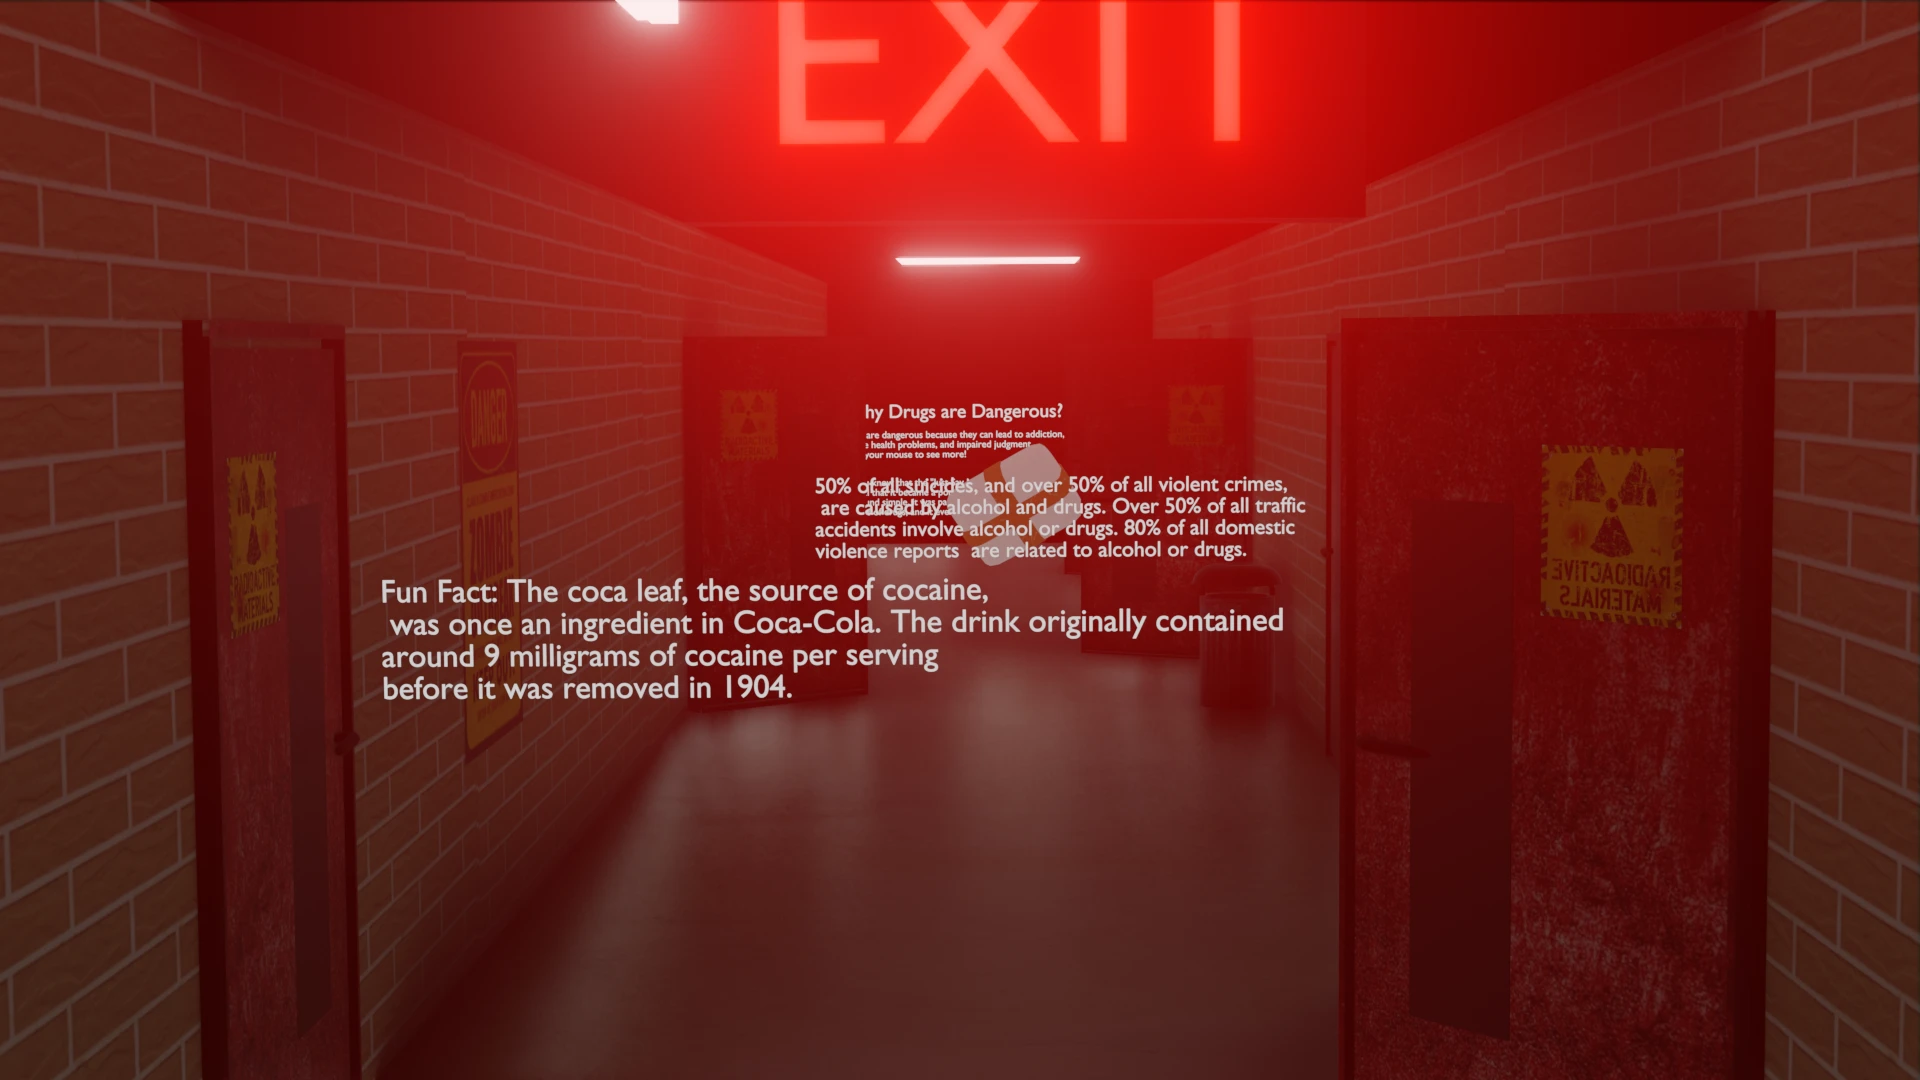 EXIT
hy Drugs are Dangerous?
are dangerous because they can lead to addiction,
health problems, and impaired judgment
your mouse to see more!
50% of all suicides, and over 50% of all violent crimes,
are caused by alcohol and drugs. Over 50% of all traffic
accidents involve alcohol or drugs. 80% of all domestic
violence reports are related to alcohol or drugs.
Fun Fact: The coca leaf, the source of cocaine,
was once an ingredient in Coca-Cola. The drink originally contained
around 9 milligrams of cocaine per serving
before it was removed in 1904.
DANGER
ZOMBIE
RADIOACTIVE
MATERIALS
RADIOACTIVE
MATERIALS